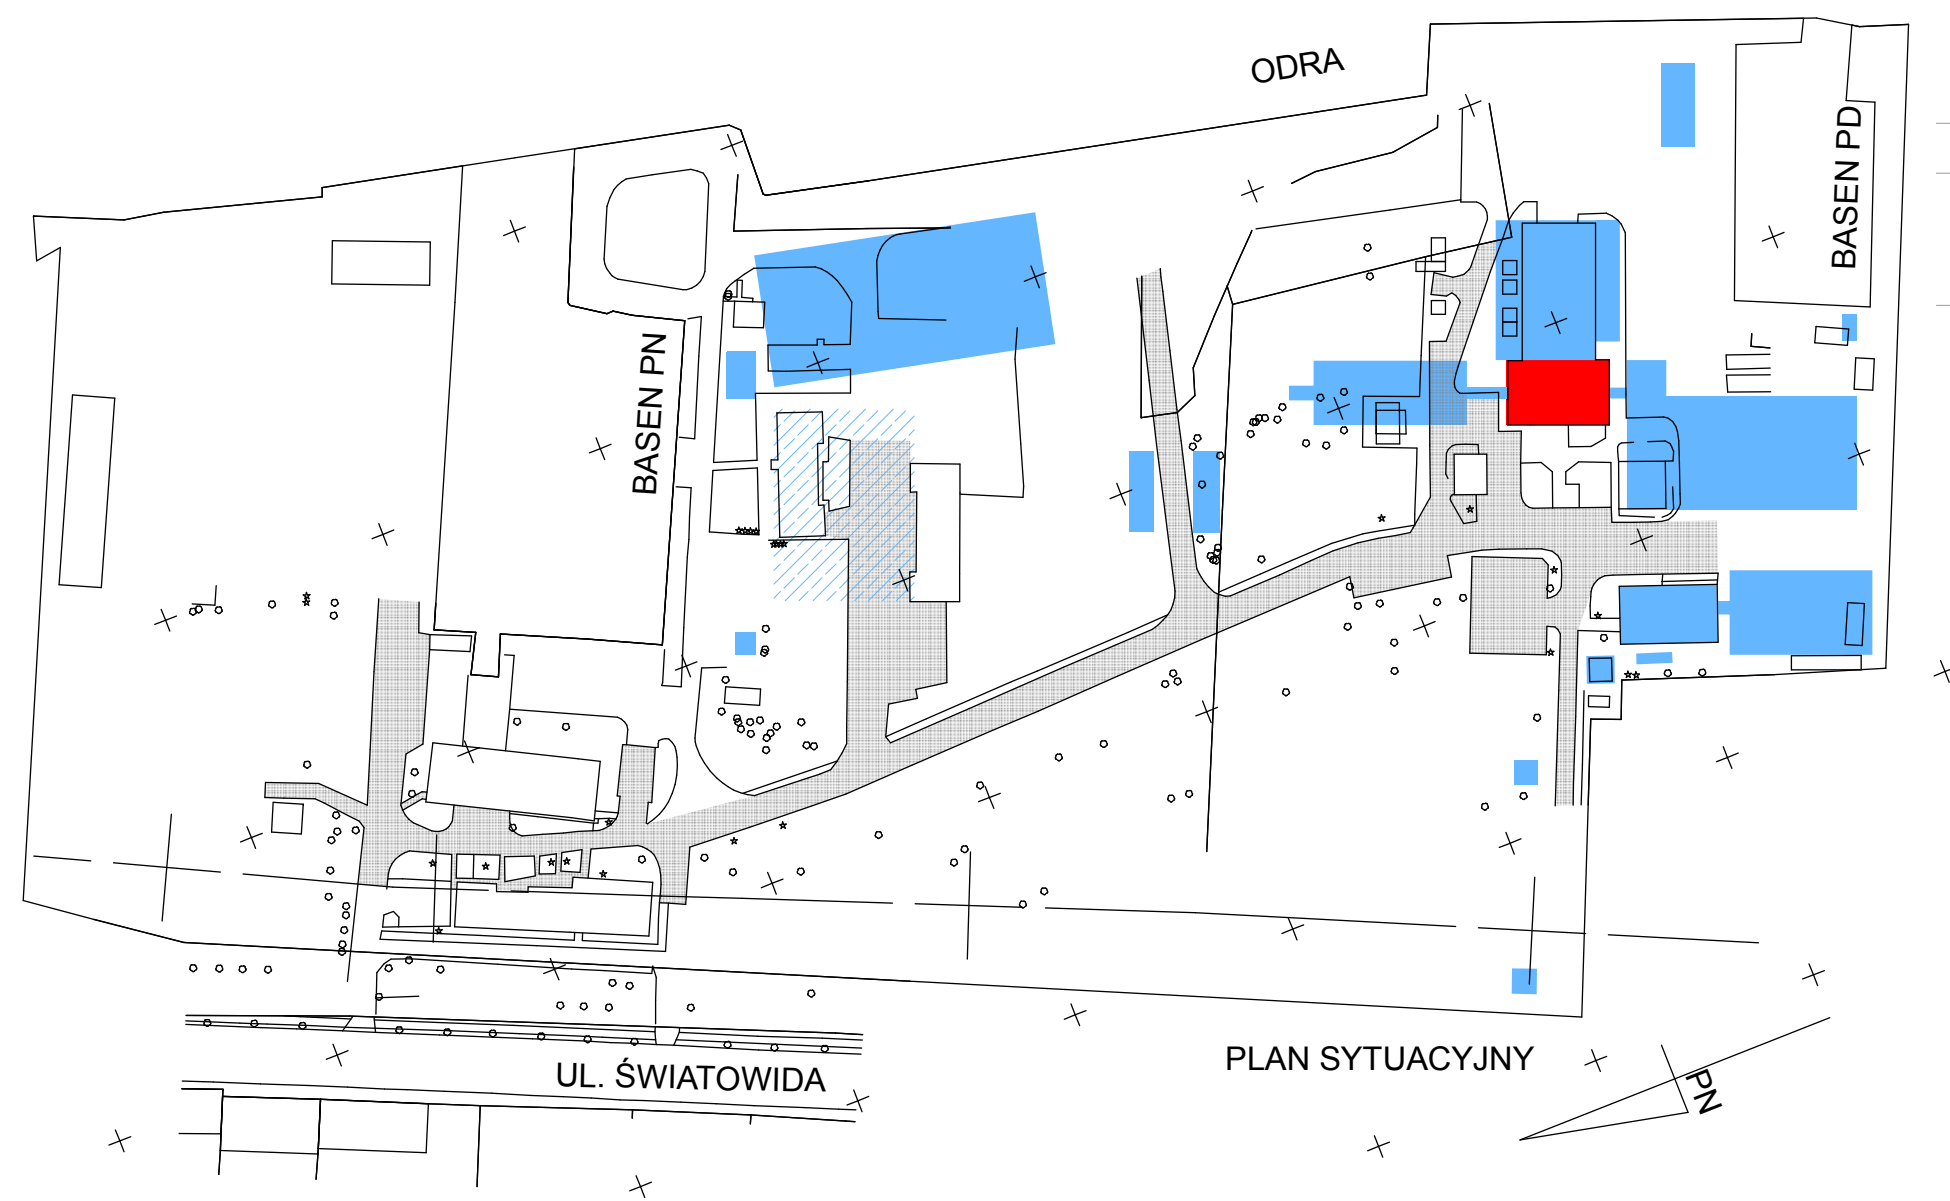 ODRA
BASEN PD
BASEN PN
PLAN SYTUACYJNY
UL. ŚWIATOWIDA
PN